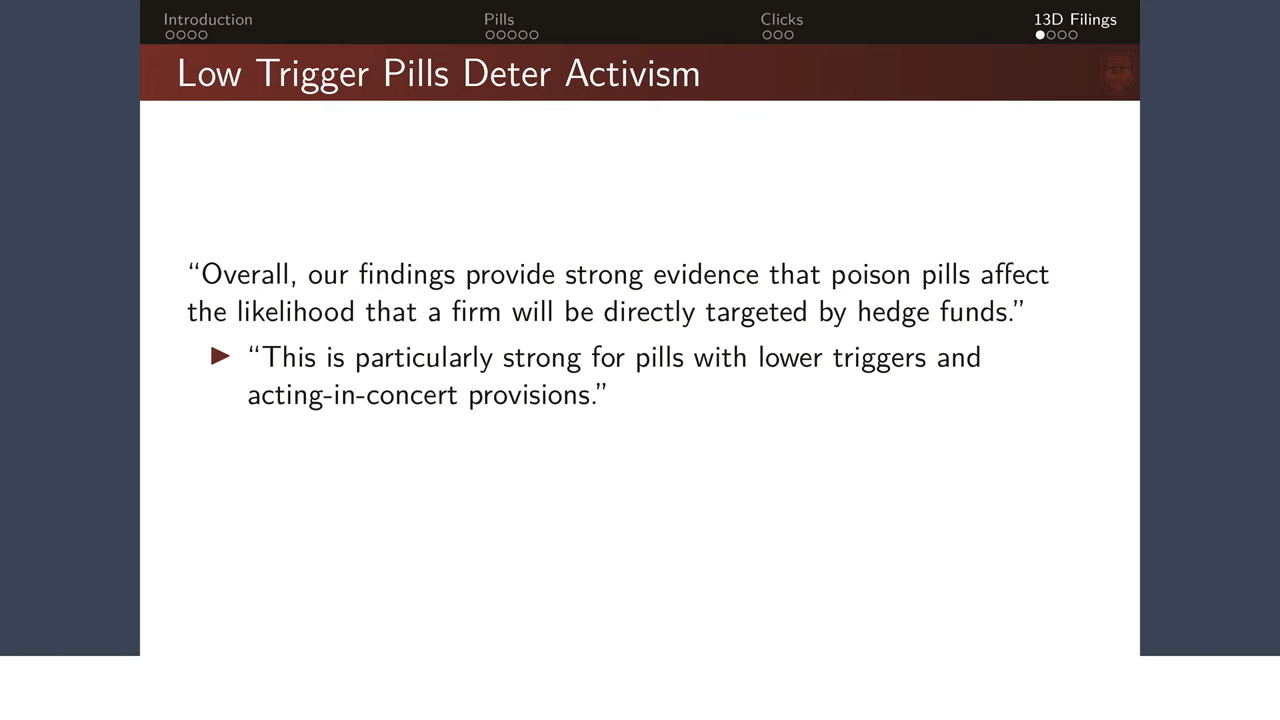 Introduction
Pills
Clicks
13D Filings
Low Trigger Pills Deter Activism
“Overall, our findings provide strong evidence that poison pills affect
the likelihood that a firm will be directly targeted by hedge funds.”
“This is particularly strong for pills with lower triggers and
acting-in-concert provisions.”